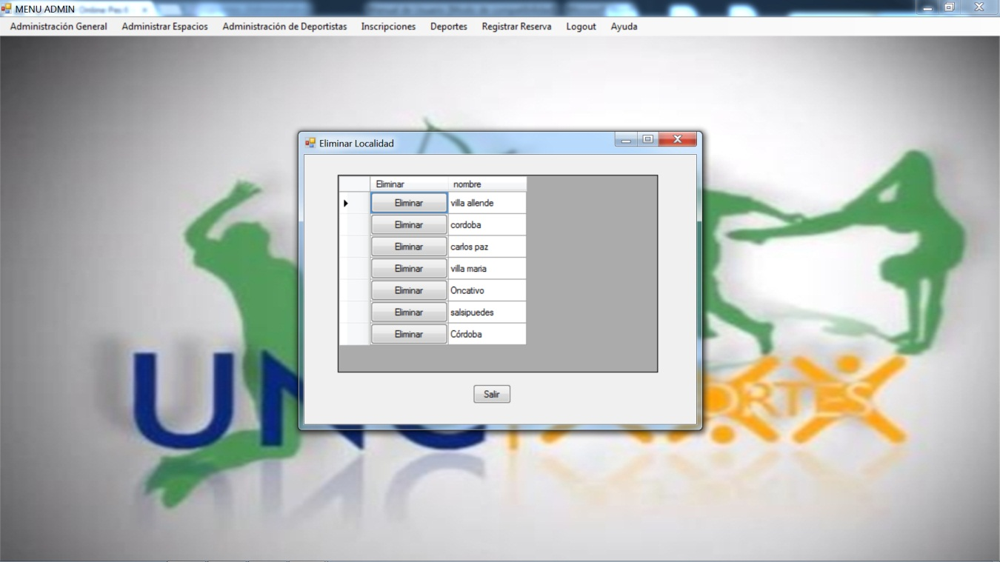 MENU ADMIN
Administración General Administrar Espacios Administración de Deportistas Inscripciones Deportes Registrar Reserva Logout Ayuda
Eliminar Localidad
Eliminar nombre
Eliminar villa allende
Eliminar cordoba
Eliminar carlos paz
Eliminar villa maria
Eliminar Oncativo
Eliminar salsipuedes
Eliminar Córdoba
Salir